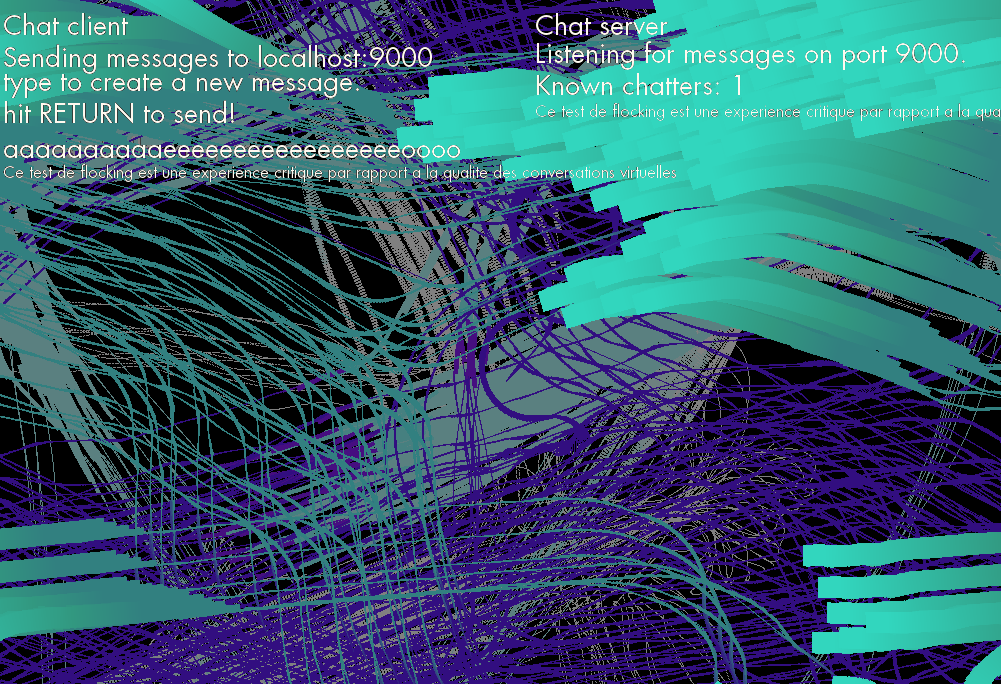 Chat client
Sending messages to localhost:9000
type to create a new message.
hit RETURN to send!
aaaaaaaaaaeeeeeeeeeeeeeeeeeoooo
Ce test de flocking est une experience critique par rapport a la qualite des conversations virtuelles
Chat server
Listening for messages on port 9000.
Known chatters: 1
Ce test de flocking est une experience critique par rapport a la qua